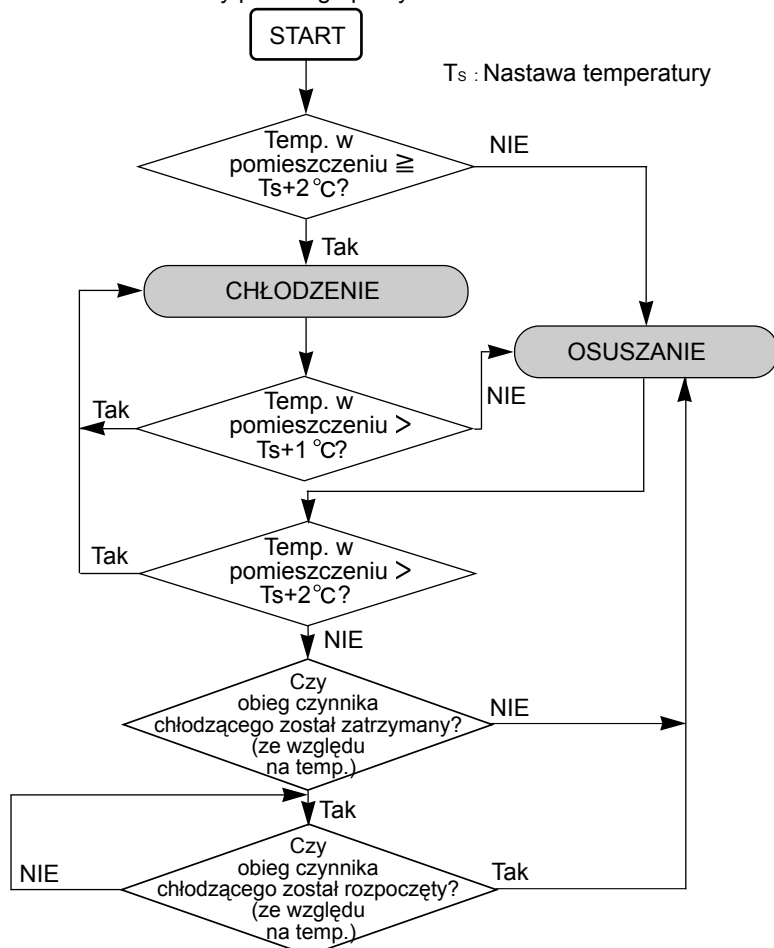 START
Ts : Nastawa temperatury
Temp. w
pomieszczeniu ≧
Ts+2°C?
NIE
Tak
CHŁODZENIE
OSUSZANIE
Temp. w
pomieszczeniu >
Ts+1°C?
Tak
NIE
Temp. w
pomieszczeniu >
Ts+2°C?
Tak
NIE
Czy
obieg czynnika
chłodzącego został zatrzymany?
(ze względu
na temp.)
NIE
Tak
Czy
obieg czynnika
chłodzącego został rozpoczęty?
(ze względu
na temp.)
NIE
Tak